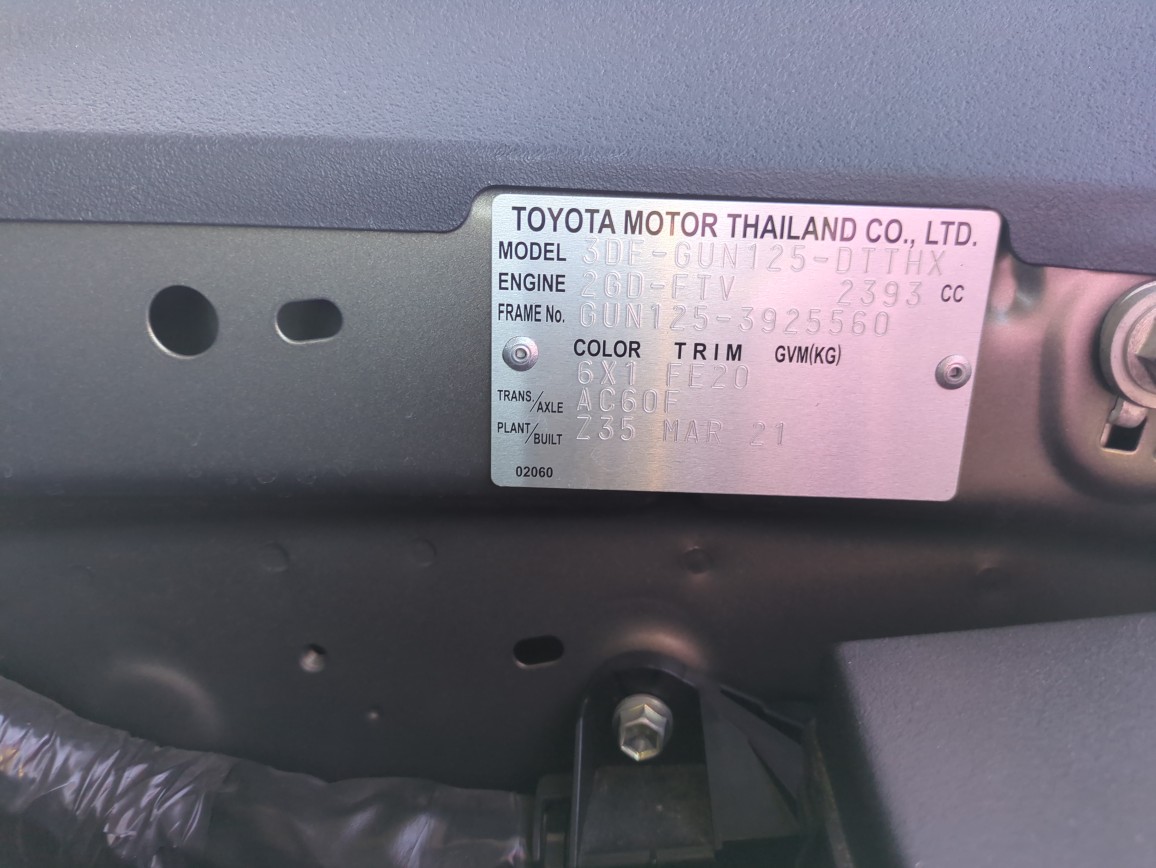 TOYOTA MOTOR THAILAND CO., LTD.
MODEL 3DF-GUN125-DTTHX
ENGINE 2GD-FTV 2393 CC
FRAME No. GUN125-3925560
COLOR TRIM GVM(KG)
6X1 FE20
TRANS./AXLE AC60F
PLANT/BUILT Z35 MAR 21
02060